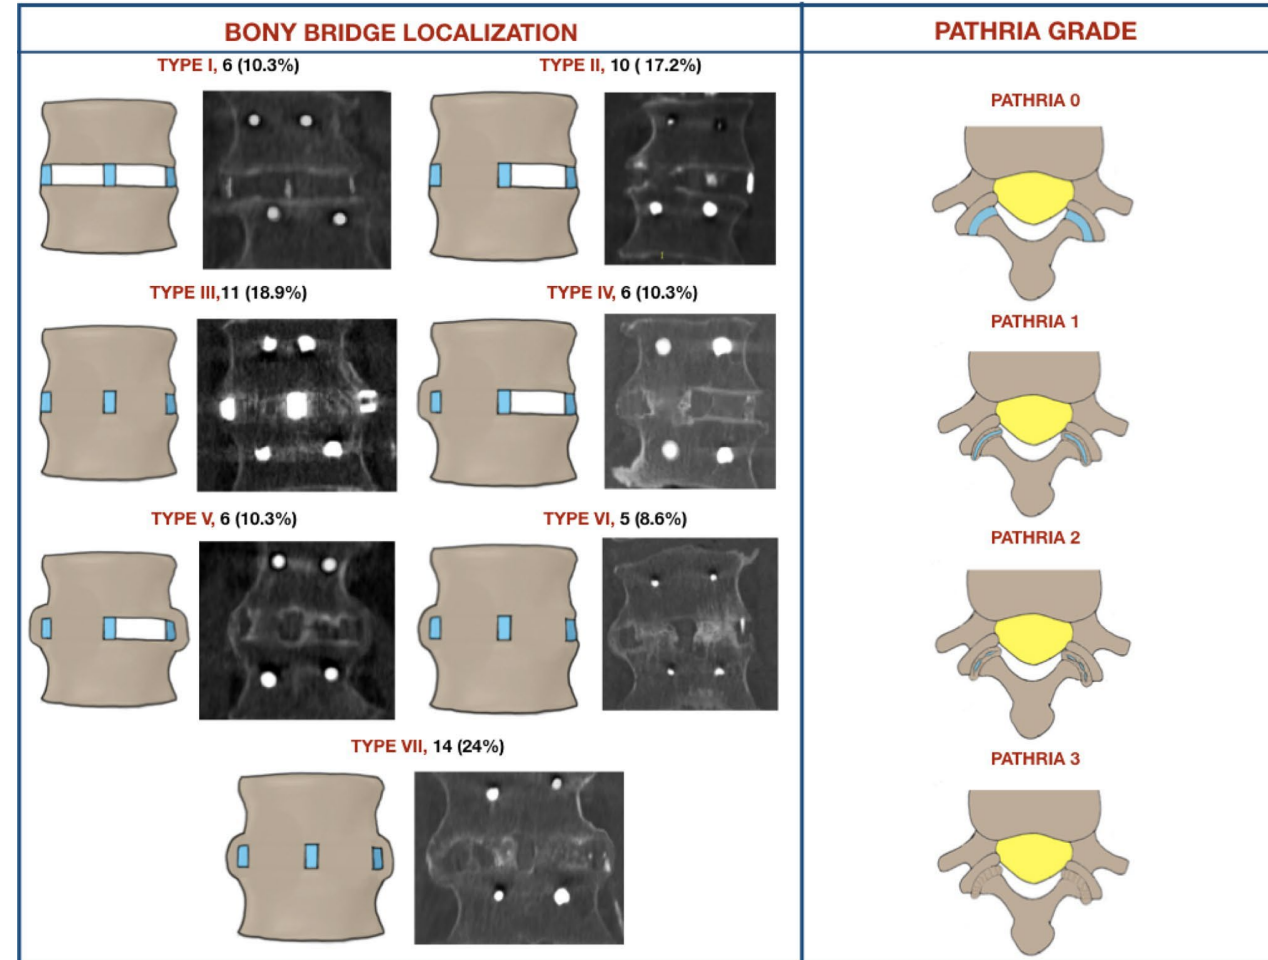 BONY BRIDGE LOCALIZATION
PATHRIA GRADE
TYPE I, 6 (10.3%)
TYPE II, 10 ( 17.2%)
TYPE III,11 (18.9%)
TYPE IV, 6 (10.3%)
TYPE V, 6 (10.3%)
TYPE VI, 5 (8.6%)
TYPE VII, 14 (24%)
PATHRIA 0
PATHRIA 1
PATHRIA 2
PATHRIA 3